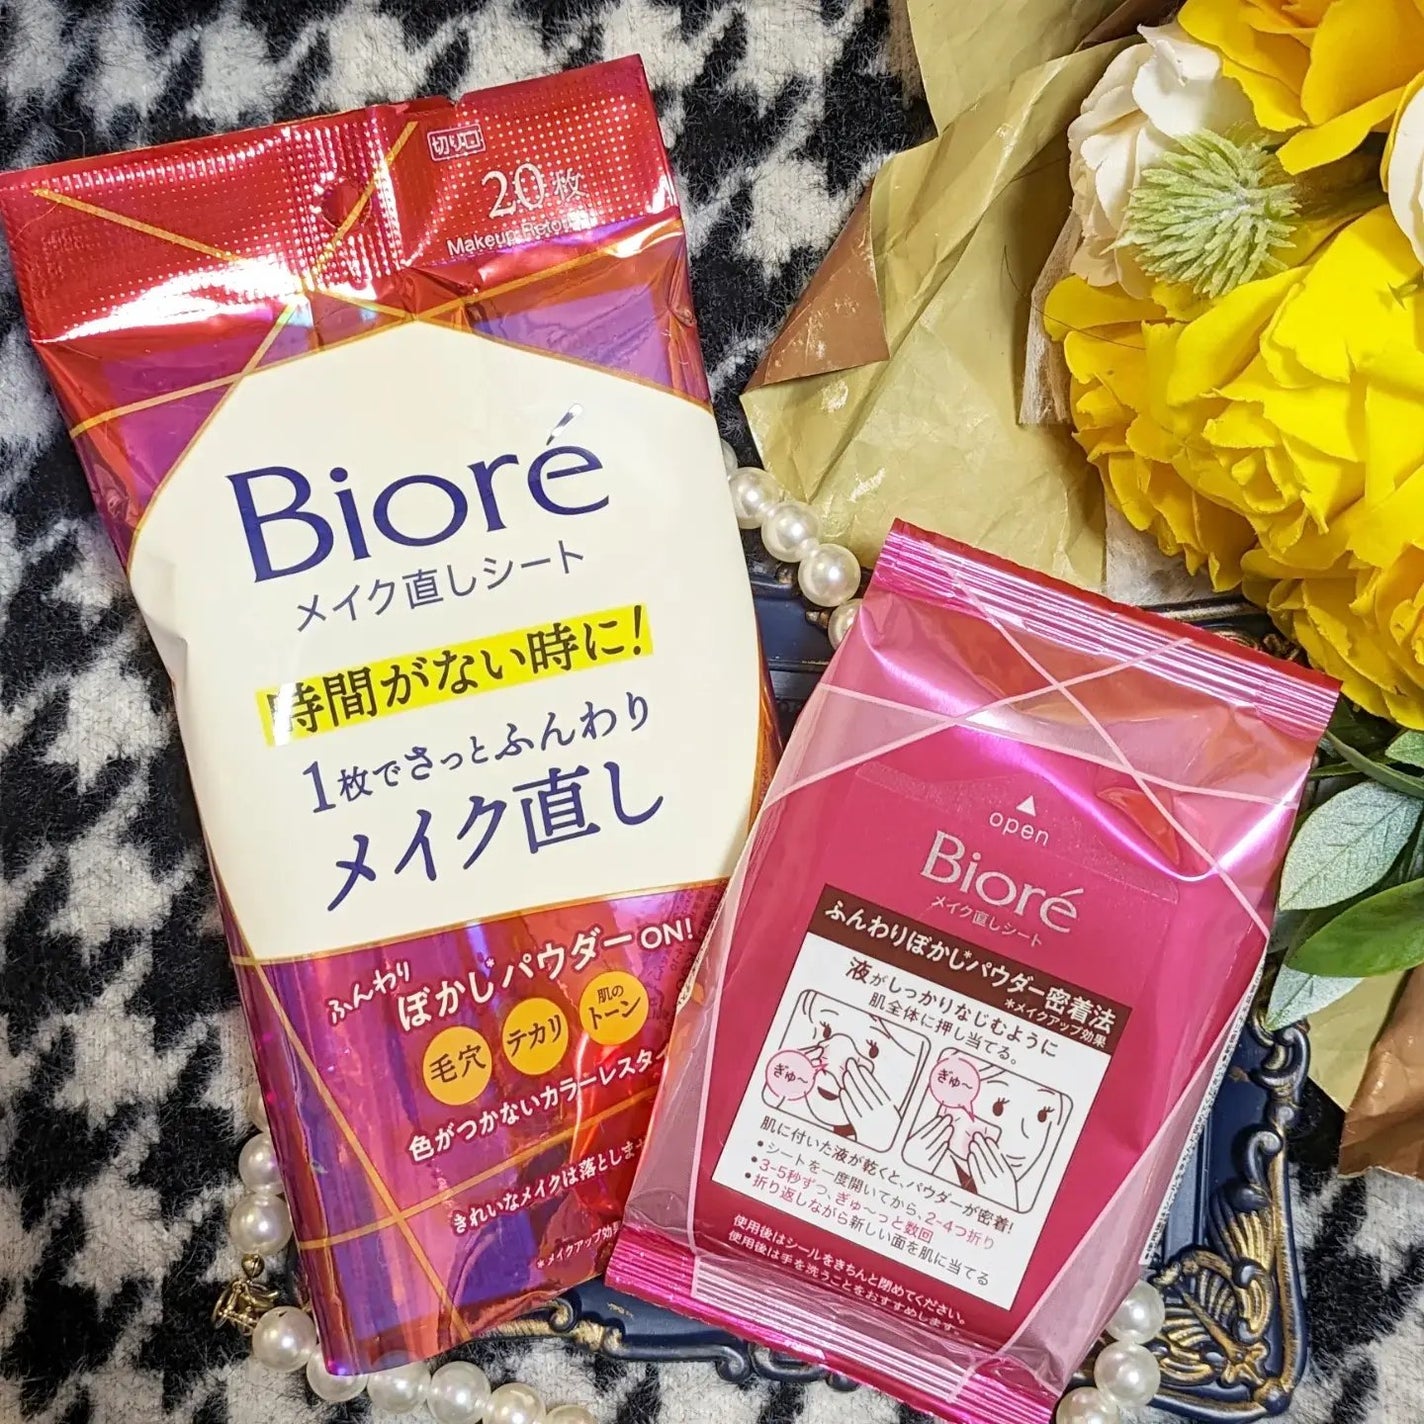 切り口
20枚
Makeup
Bioré
メイク直しシート
時間がない時に!
1枚でさっとふんわり
メイク直し
ふんわり
ぼかし*パウダーON!
毛穴
テカリ
肌の
トーン
色がつかないカラーレスタイ
きれいなメイクは落としま
*メイクアップ効果
open
Bioré
メイク直しシート
ふんわりぼかし*パウダー密着法
*メイクアップ効果
液がしっかりなじむように
肌全体に押し当てる。
ぎゅ〜
ぎゅ〜
肌に付いた液が乾くと、パウダーが密着!
•シートを一度開いてから、2-4つ折り
•3-5秒ずつ、ぎゅ〜っと数回
•折り返しながら新しい面を肌に当てる
使用後はシールをきちんと閉めてください。
使用後は手を洗うことをおすすめします。